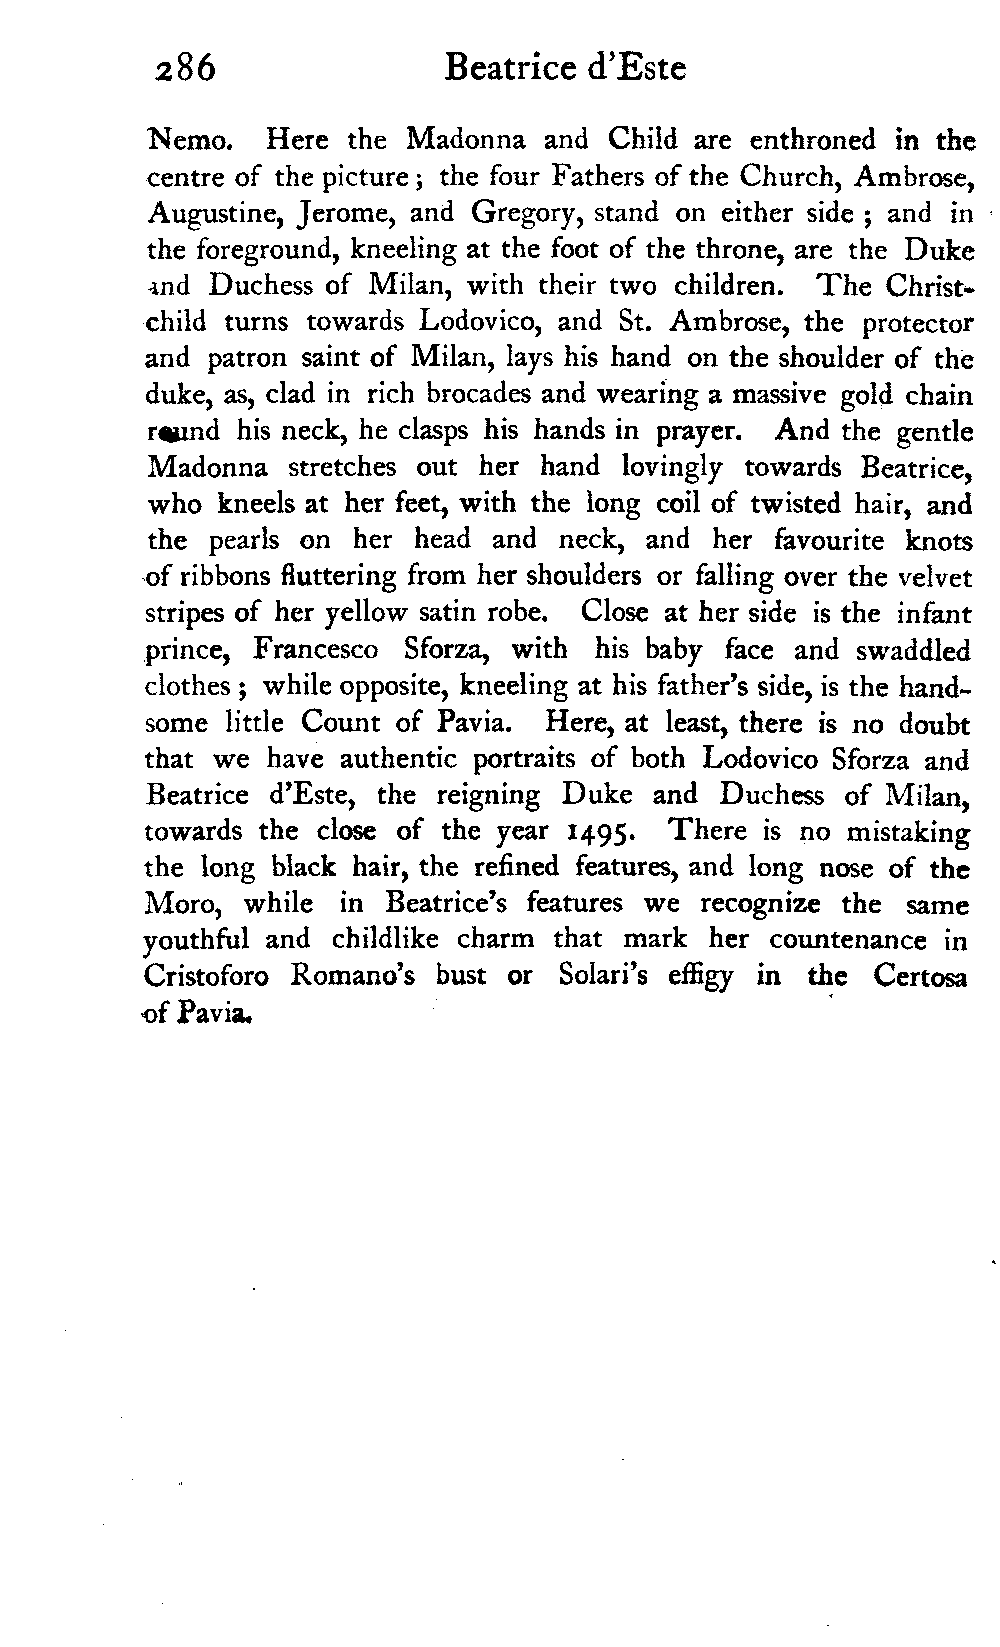 286 Beatrice d'Este
Nemo. Here the Madonna and Child are enthroned in the
centre of the picture ; the four Fathers of the Church, Ambrose,
Augustine, Jerome, and Gregory, stand on either side ; and in
the foreground, kneeling at the foot of the throne, are the Duke
and Duchess of Milan, with their two children. The Christ-
child turns towards Lodovico, and St. Ambrose, the protector
and patron saint of Milan, lays his hand on the shoulder of the
duke, as, clad in rich brocades and wearing a massive gold chain
round his neck, he clasps his hands in prayer. And the gentle
Madonna stretches out her hand lovingly towards Beatrice,
who kneels at her feet, with the long coil of twisted hair, and
the pearls on her head and neck, and her favourite knots
of ribbons fluttering from her shoulders or falling over the velvet
stripes of her yellow satin robe. Close at her side is the infant
prince, Francesco Sforza, with his baby face and swaddled
clothes ; while opposite, kneeling at his father's side, is the hand-
some little Count of Pavia. Here, at least, there is no doubt
that we have authentic portraits of both Lodovico Sforza and
Beatrice d'Este, the reigning Duke and Duchess of Milan,
towards the close of the year 1495. There is no mistaking
the long black hair, the refined features, and long nose of the
Moro, while in Beatrice's features we recognize the same
youthful and childlike charm that mark her countenance in
Cristoforo Romano's bust or Solari's effigy in the Certosa
of Pavia.